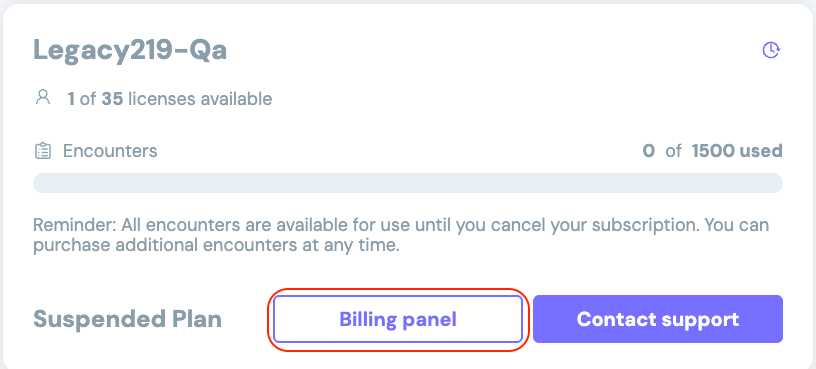 Legacy219-Qa
1 of 35 licenses available
Encounters
0 of 1500 used
Reminder: All encounters are available for use until you cancel your subscription. You can
purchase additional encounters at any time.
Suspended Plan
Billing panel
Contact support